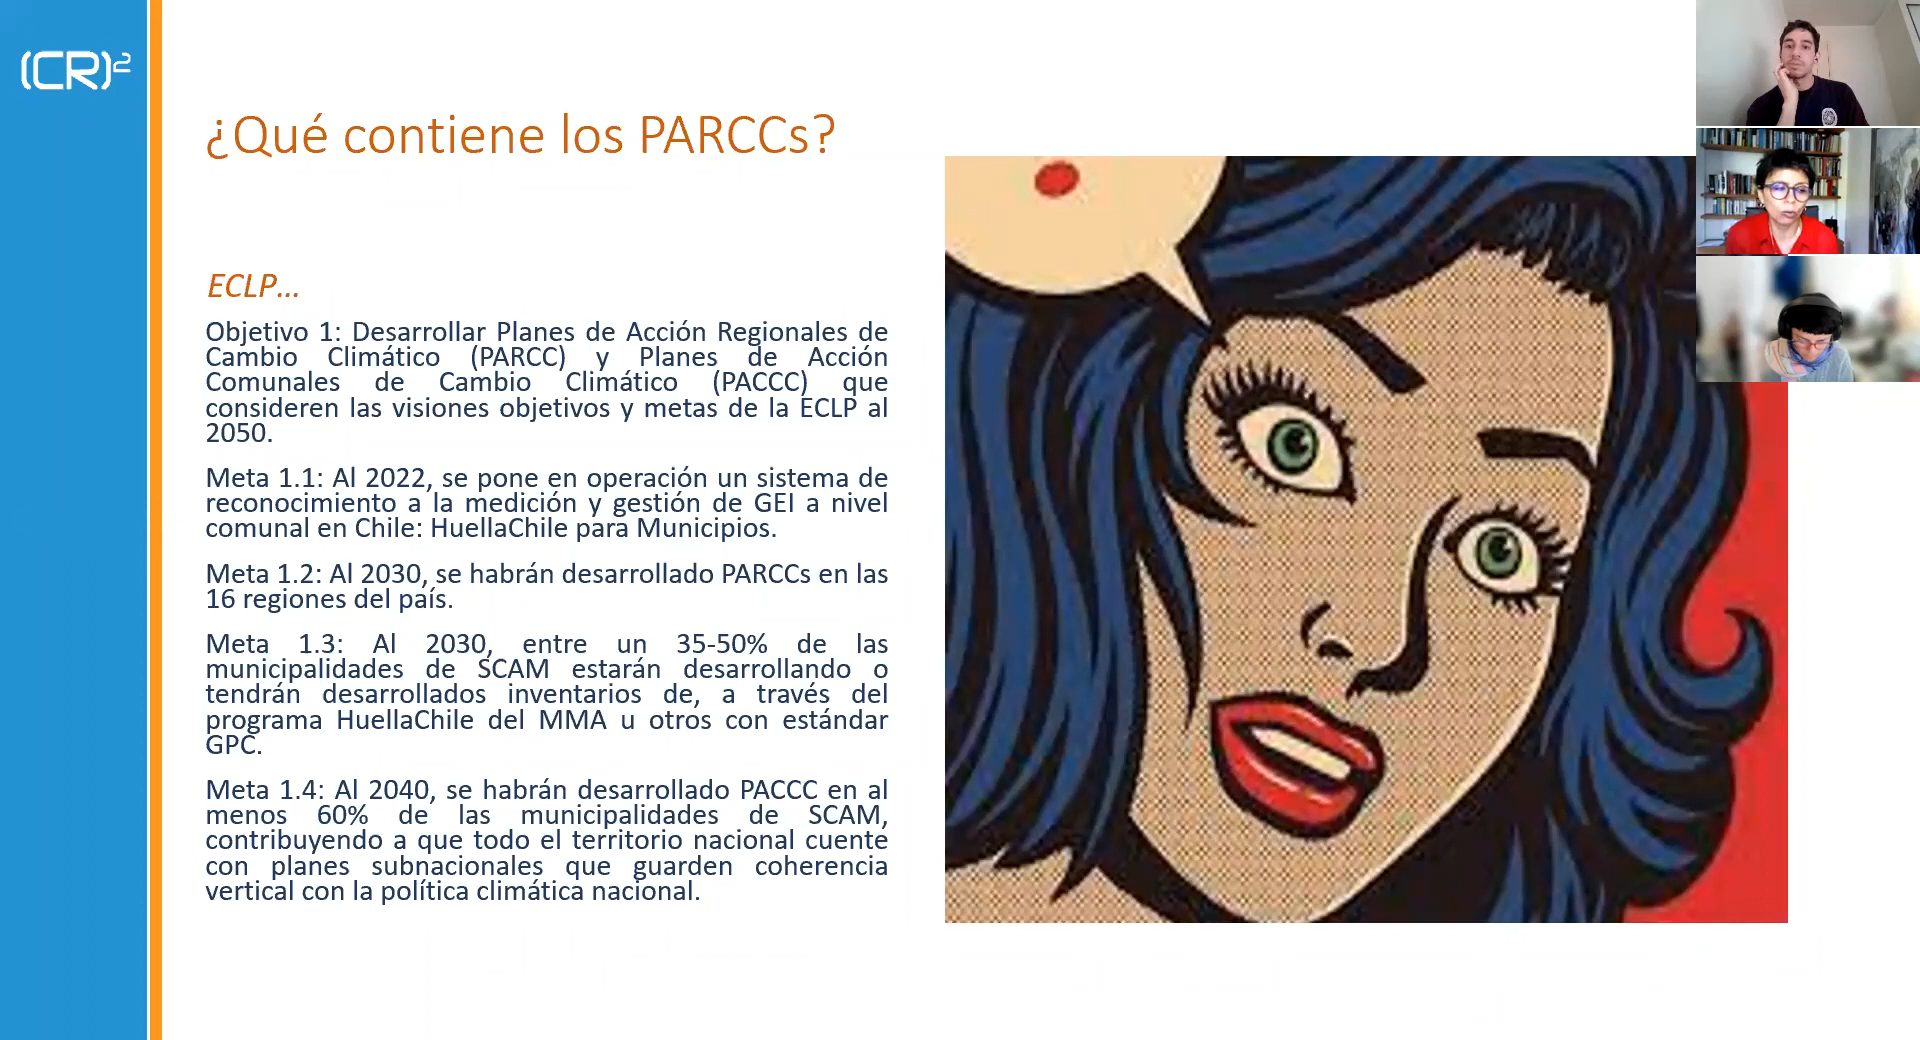 (CR)²
¿Qué contiene los PARCCs?
ECLP...
Objetivo 1: Desarrollar Planes de Acción Regionales de
Cambio Climático (PARCC) y Planes de Acción
Comunales de Cambio Climático (PACCC) que
consideren las visiones objetivos y metas de la ECLP al
2050.
Meta 1.1: Al 2022, se pone en operación un sistema de
reconocimiento a la medición y gestión de GEI a nivel
comunal en Chile: HuellaChile para Municipios.
Meta 1.2: Al 2030, se habrán desarrollado PARCCs en las
16 regiones del país.
Meta 1.3: Al 2030, entre un 35-50% de las
municipalidades de SCAM estarán desarrollando o
tendrán desarrollados inventarios de, a través del
programa HuellaChile del MMA u otros con estándar
GPC.
Meta 1.4: Al 2040, se habrán desarrollado PACCC en al
menos 60% de las municipalidades de SCAM,
contribuyendo a que todo el territorio nacional cuente
con planes subnacionales que guarden coherencia
vertical con la política climática nacional.